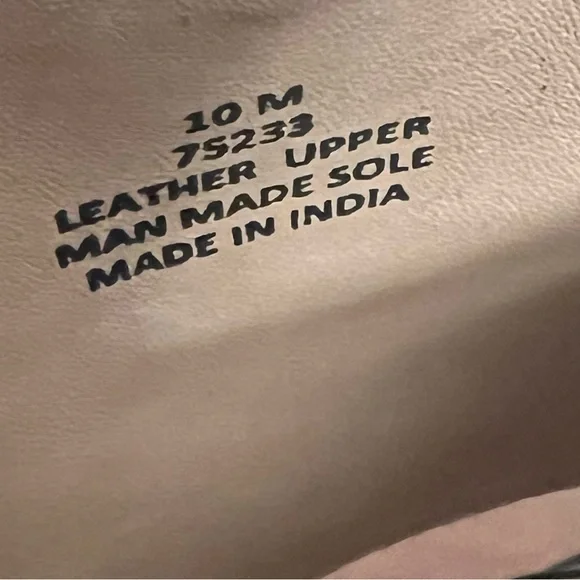 10 M
75233
LEATHER UPPER
MAN MADE SOLE
MADE IN INDIA